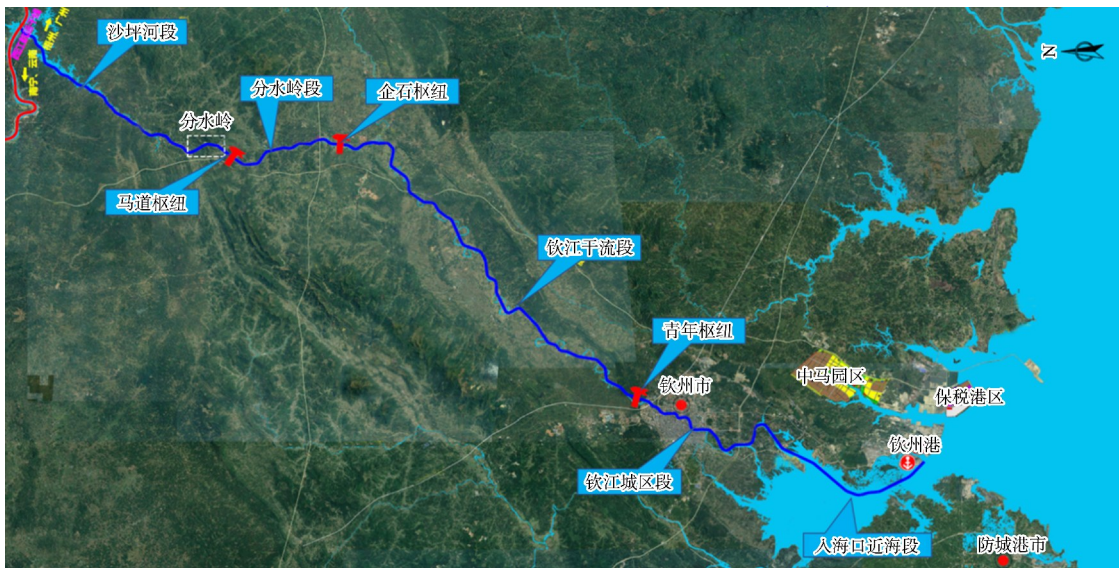 沙坪河段
分水岭段
企石枢纽
N
分水岭
马道枢纽
钦江干流段
青年枢纽
中马园区
钦州市
保税港区
钦州港
钦江城区段
入海口近海段
防城港市